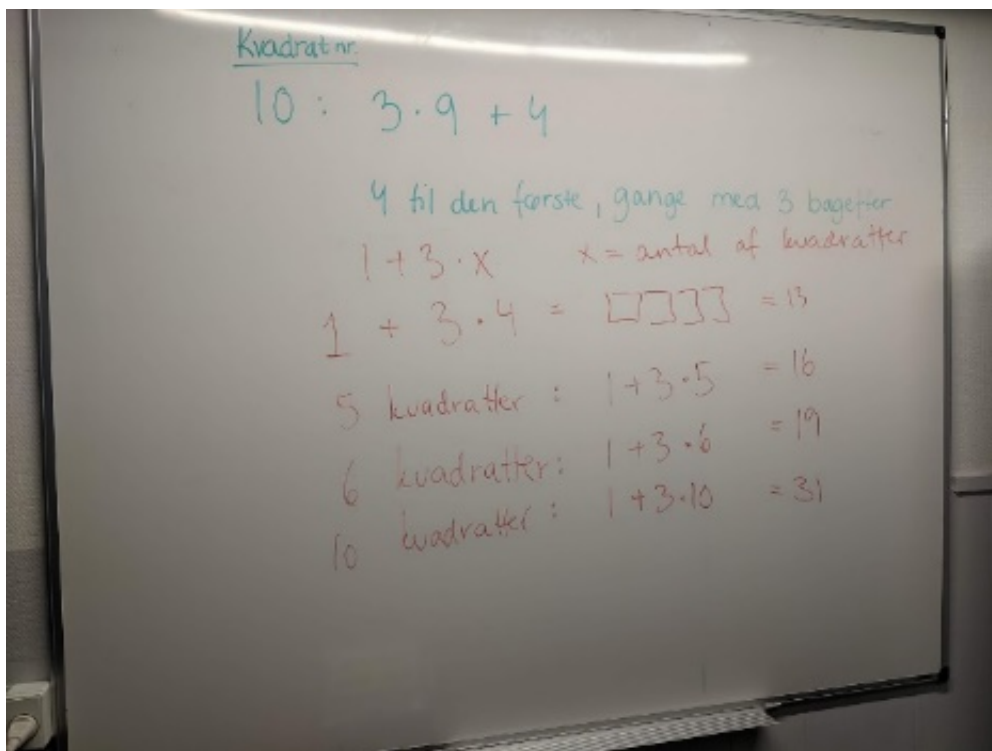 Kvadrat nr.
10 : 3 · 9 + 4
4 til den første, gange med 3 bagefter
1 + 3 · x x = antal af kvadratter
1 + 3 · 4 = = 13
5 kvadratter : 1 + 3 · 5 = 16
6 kvadratter : 1 + 3 · 6 = 19
10 kvadratter : 1 + 3 · 10 = 31